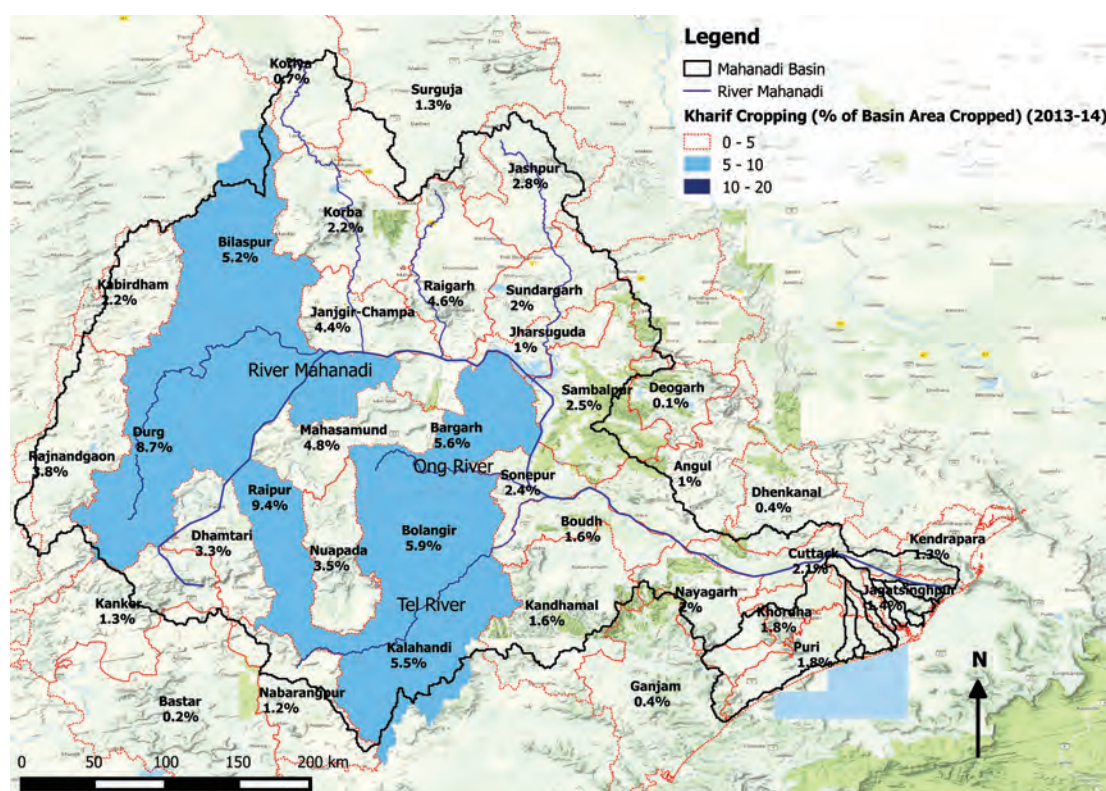 Legend
Mahanadi Basin
River Mahanadi
Kharif Cropping (% of Basin Area Cropped) (2013-14)
0 - 5
5 - 10
10 - 20
Koriya
0.7%
Surguja
1.3%
Jashpur
2.8%
Korba
2.2%
Bilaspur
5.2%
Kabirdham
2.2%
Raigarh
4.6%
Sundargarh
2%
Janjgir-Champa
4.4%
Jharsuguda
1%
River Mahanadi
Sambalpur
2.5%
Deogarh
0.1%
Mahasamund
4.8%
Bargarh
5.6%
Durg
8.7%
Rajnandgaon
3.8%
Ong River
Sonepur
2.4%
Angul
1%
Dhenkanal
0.4%
Raipur
9.4%
Dhamtari
3.3%
Nuapada
3.5%
Bolangir
5.9%
Boudh
1.6%
Cuttack
2.1%
Kendrapara
1.3%
Jagatsinghpur
1.4%
Nayagarh
2%
Khordha
1.8%
Puri
1.8%
Kanker
1.3%
Tel River
Kandhamal
1.6%
Kalahandi
5.5%
Ganjam
0.4%
Bastar
0.2%
Nabarangpur
1.2%
N
0 50 100 150 200 km